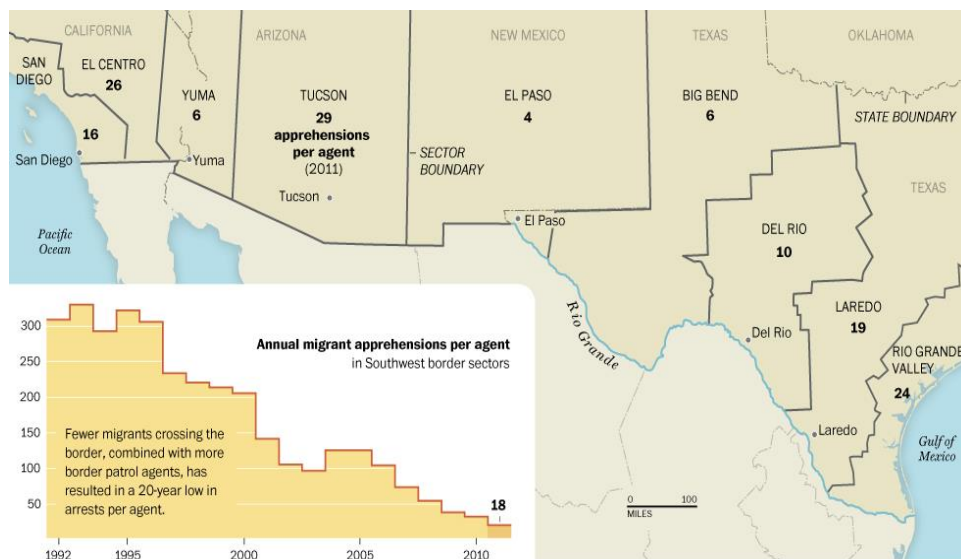 CALIFORNIA
ARIZONA
NEW MEXICO
TEXAS
OKLAHOMA
SAN
DIEGO
16
San Diego
EL CENTRO
26
YUMA
6
Yuma
TUCSON
29
apprehensions
per agent
(2011)
Tucson
SECTOR
BOUNDARY
EL PASO
4
El Paso
BIG BEND
6
STATE BOUNDARY
TEXAS
DEL RIO
10
Del Rio
LAREDO
19
Laredo
RIO GRANDE
VALLEY
24
Pacific
Ocean
Rio Grande
Gulf of
Mexico
0 100
MILES
Annual migrant apprehensions per agent
in Southwest border sectors
300
250
200
150
100
50
Fewer migrants crossing the
border, combined with more
border patrol agents, has
resulted in a 20-year low in
arrests per agent.
18
1992 1995 2000 2005 2010